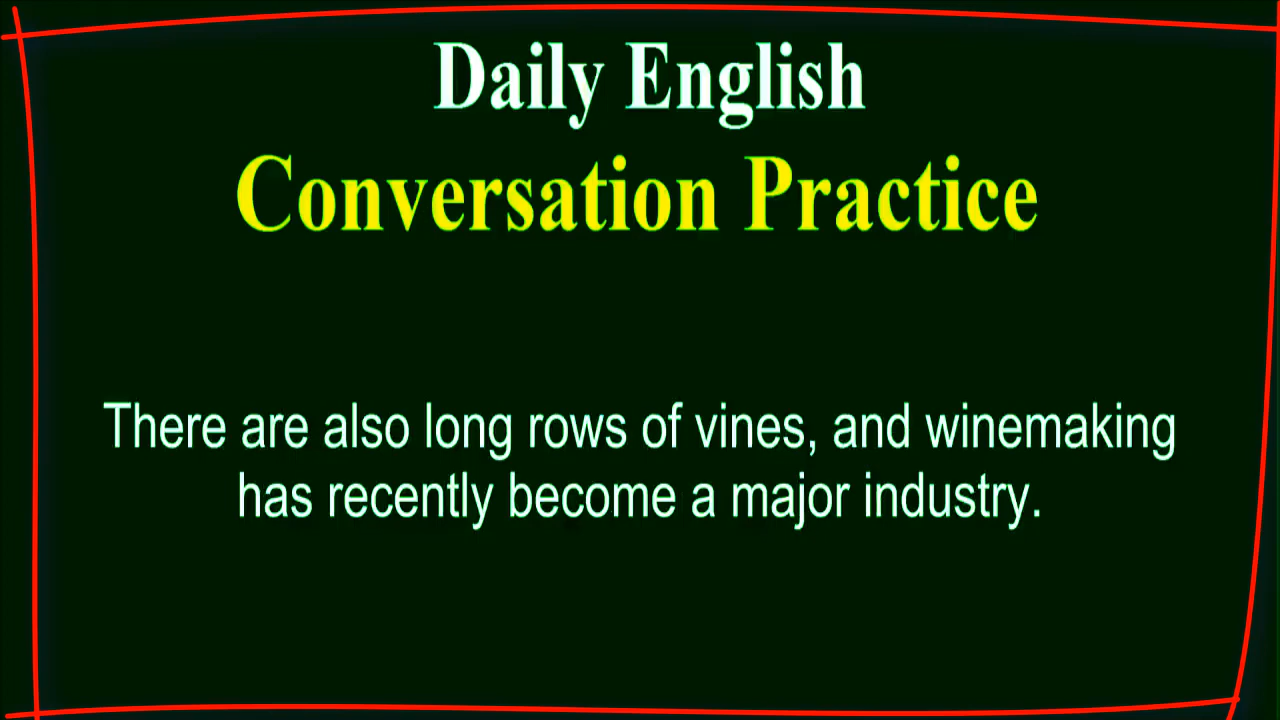 Daily English
Conversation Practice
There are also long rows of vines, and winemaking
has recently become a major industry.